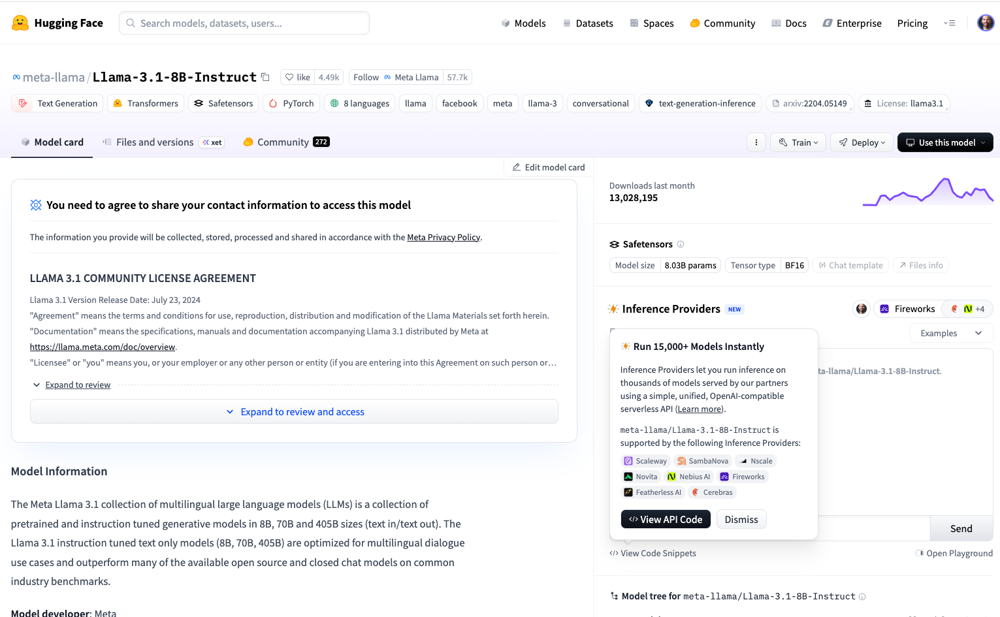 Hugging Face
Search models, datasets, users...
Models
Datasets
Spaces
Community
Docs
Enterprise
Pricing
meta-llama/Llama-3.1-8B-Instruct
like 4.49k
Follow Meta Llama 57.7k
Text Generation
Transformers
Safetensors
PyTorch
8 languages
llama
facebook
meta
llama-3
conversational
text-generation-inference
arxiv:2204.05149
License: llama3.1
Model card
Files and versions xet
Community 272
Train
Deploy
Use this model
Edit model card
You need to agree to share your contact information to access this model
The information you provide will be collected, stored, processed and shared in accordance with the Meta Privacy Policy.
LLAMA 3.1 COMMUNITY LICENSE AGREEMENT
Llama 3.1 Version Release Date: July 23, 2024
"Agreement" means the terms and conditions for use, reproduction, distribution and modification of the Llama Materials set forth herein.
"Documentation" means the specifications, manuals and documentation accompanying Llama 3.1 distributed by Meta at
https://llama.meta.com/doc/overview.
"Licensee" or "you" means you, or your employer or any other person or entity (if you are entering into this Agreement on such person or…
Expand to review
Expand to review and access
Model Information
The Meta Llama 3.1 collection of multilingual large language models (LLMs) is a collection of
pretrained and instruction tuned generative models in 8B, 70B and 405B sizes (text in/text out). The
Llama 3.1 instruction tuned text only models (8B, 70B, 405B) are optimized for multilingual dialogue
use cases and outperform many of the available open source and closed chat models on common
industry benchmarks.
Model developer: Meta
Downloads last month
13,028,195
Safetensors
Model size 8.03B params
Tensor type BF16
Chat template
Files info
Inference Providers NEW
Fireworks
+4
Examples
Run 15,000+ Models Instantly
Inference Providers let you run inference on
thousands of models served by our partners
using a simple, unified, OpenAI-compatible
serverless API (Learn more).
meta-llama/Llama-3.1-8B-Instruct is
supported by the following Inference Providers:
Scaleway
SambaNova
Nscale
Novita
Nebius AI
Fireworks
Featherless AI
Cerebras
</> View API Code
Dismiss
ta-llama/Llama-3.1-8B-Instruct.
Send
</> View Code Snippets
Open Playground
Model tree for meta-llama/Llama-3.1-8B-Instruct